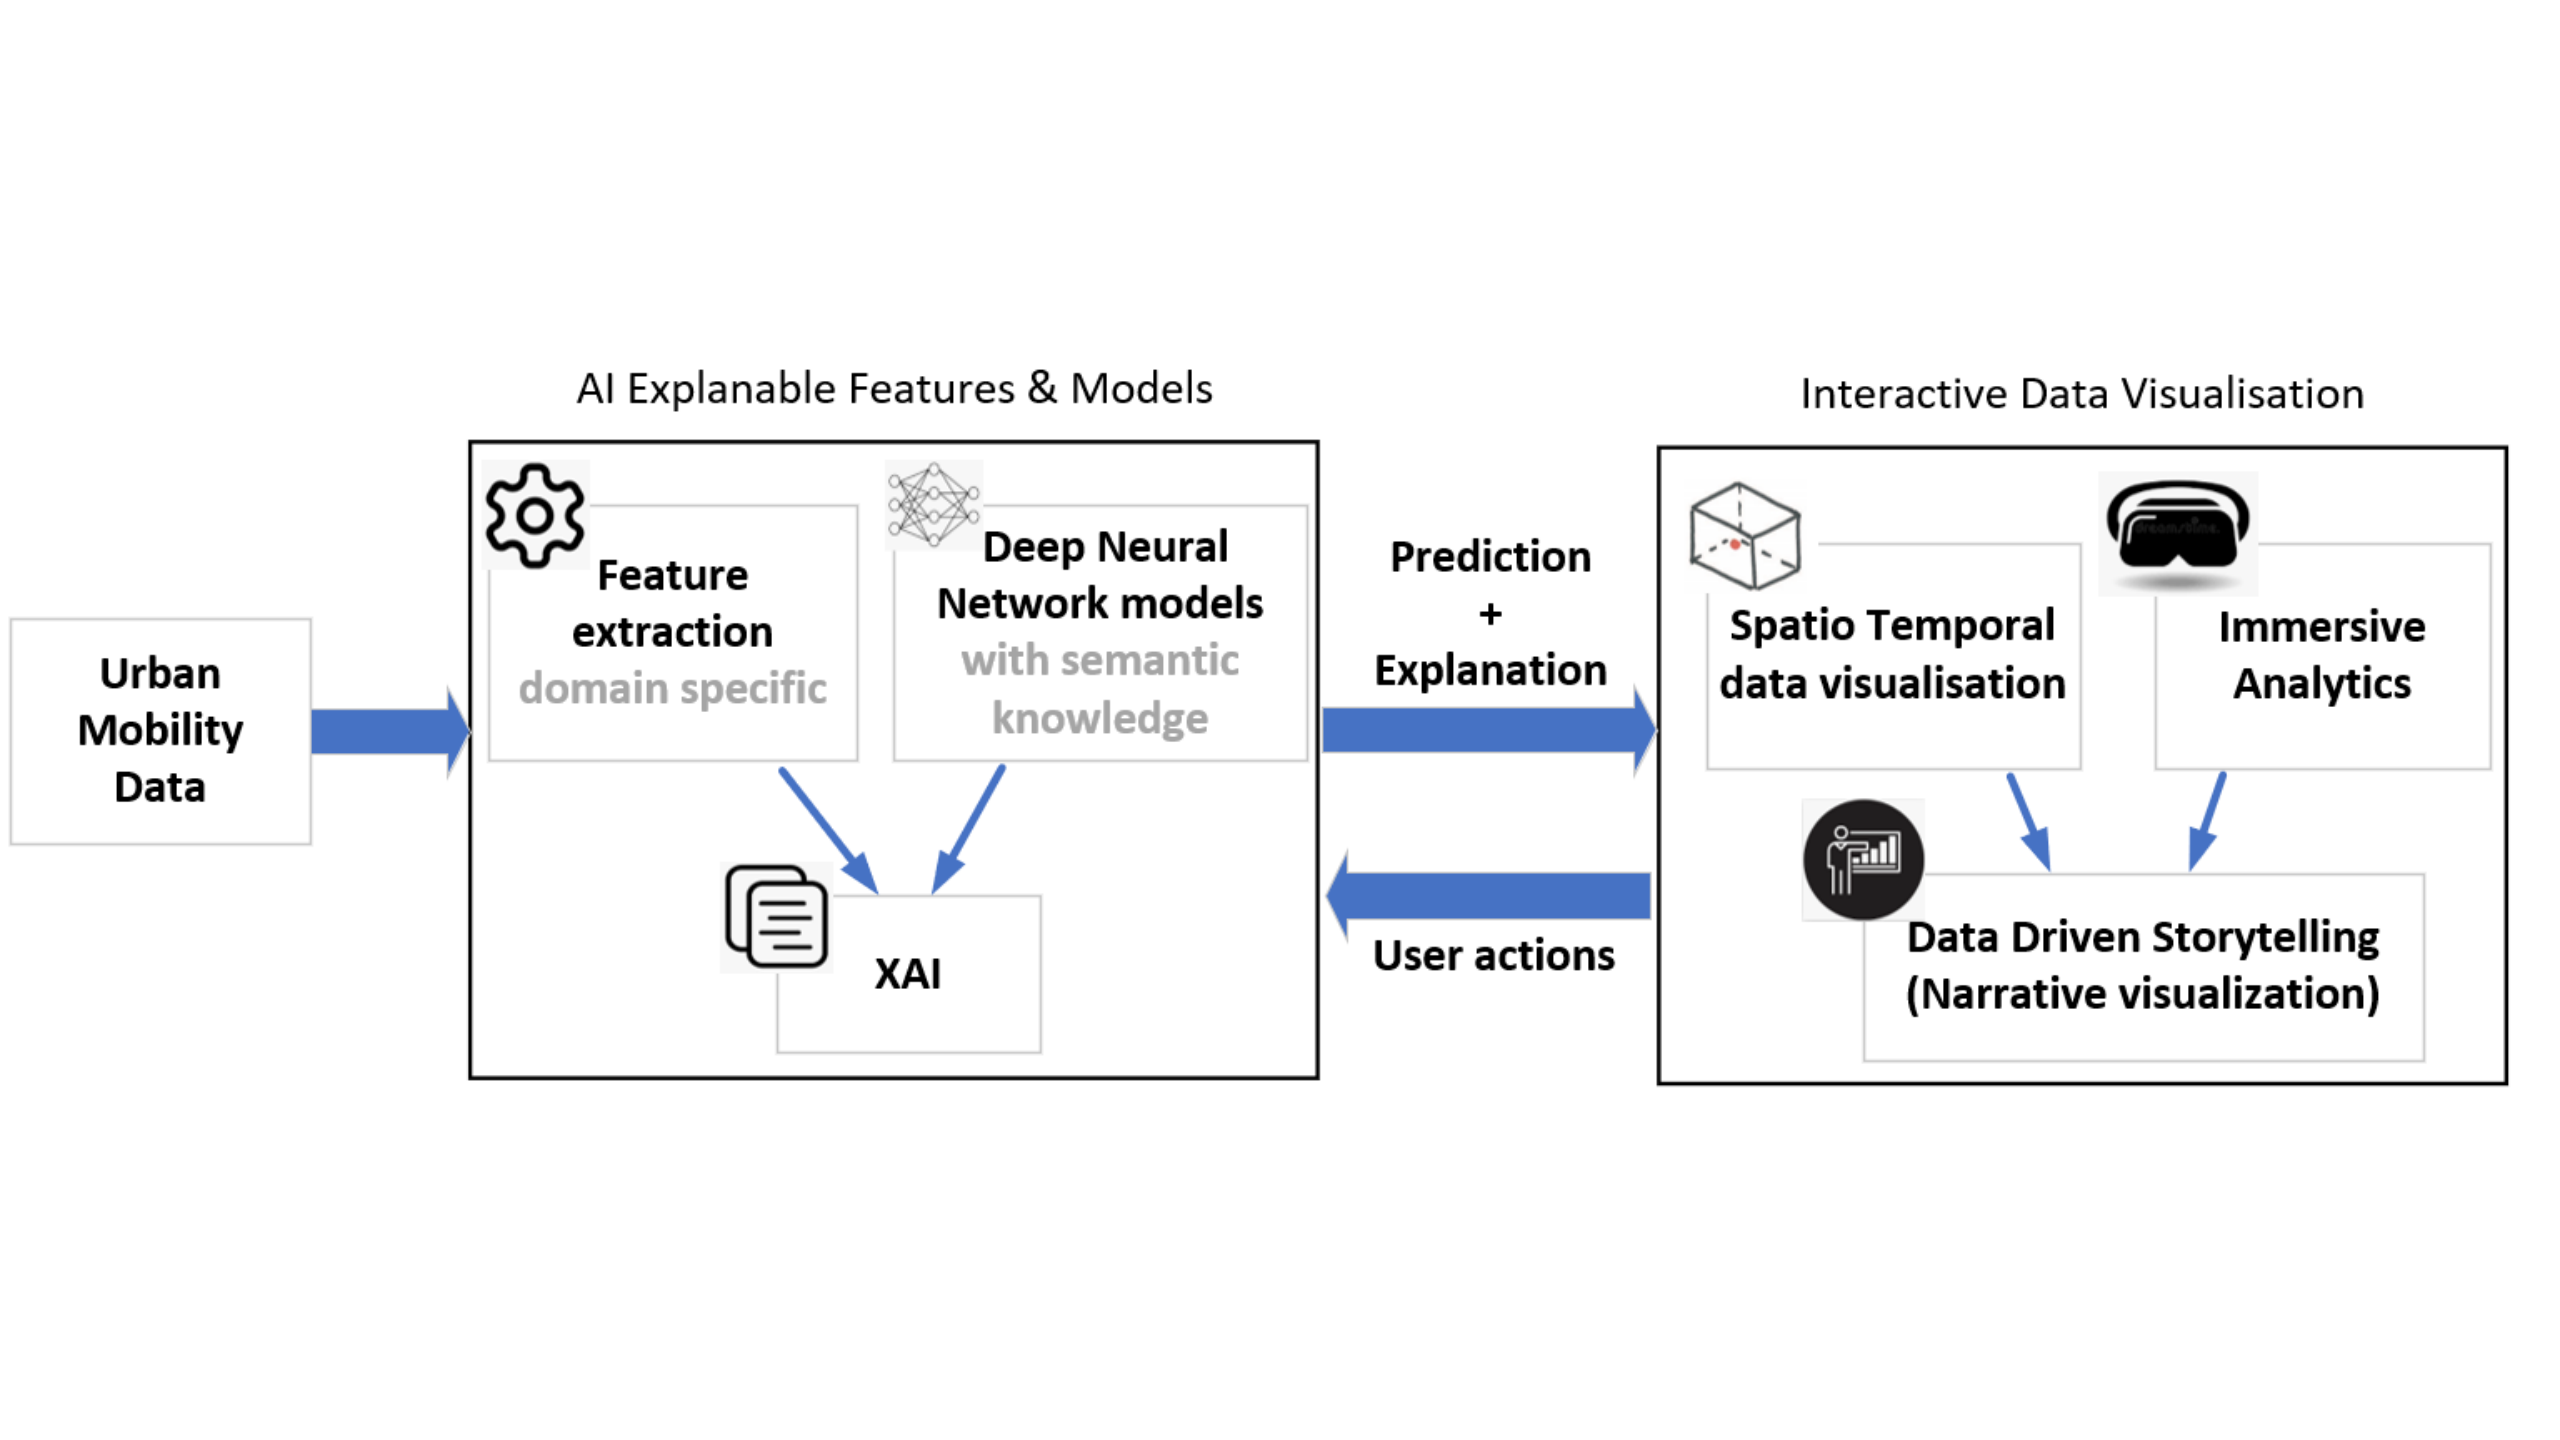 AI Explanable Features & Models
Interactive Data Visualisation
Urban
Mobility
Data
Feature
extraction
domain specific
Deep Neural
Network models
with semantic
knowledge
XAI
Prediction
+
Explanation
User actions
Spatio Temporal
data visualisation
Immersive
Analytics
Data Driven Storytelling
(Narrative visualization)